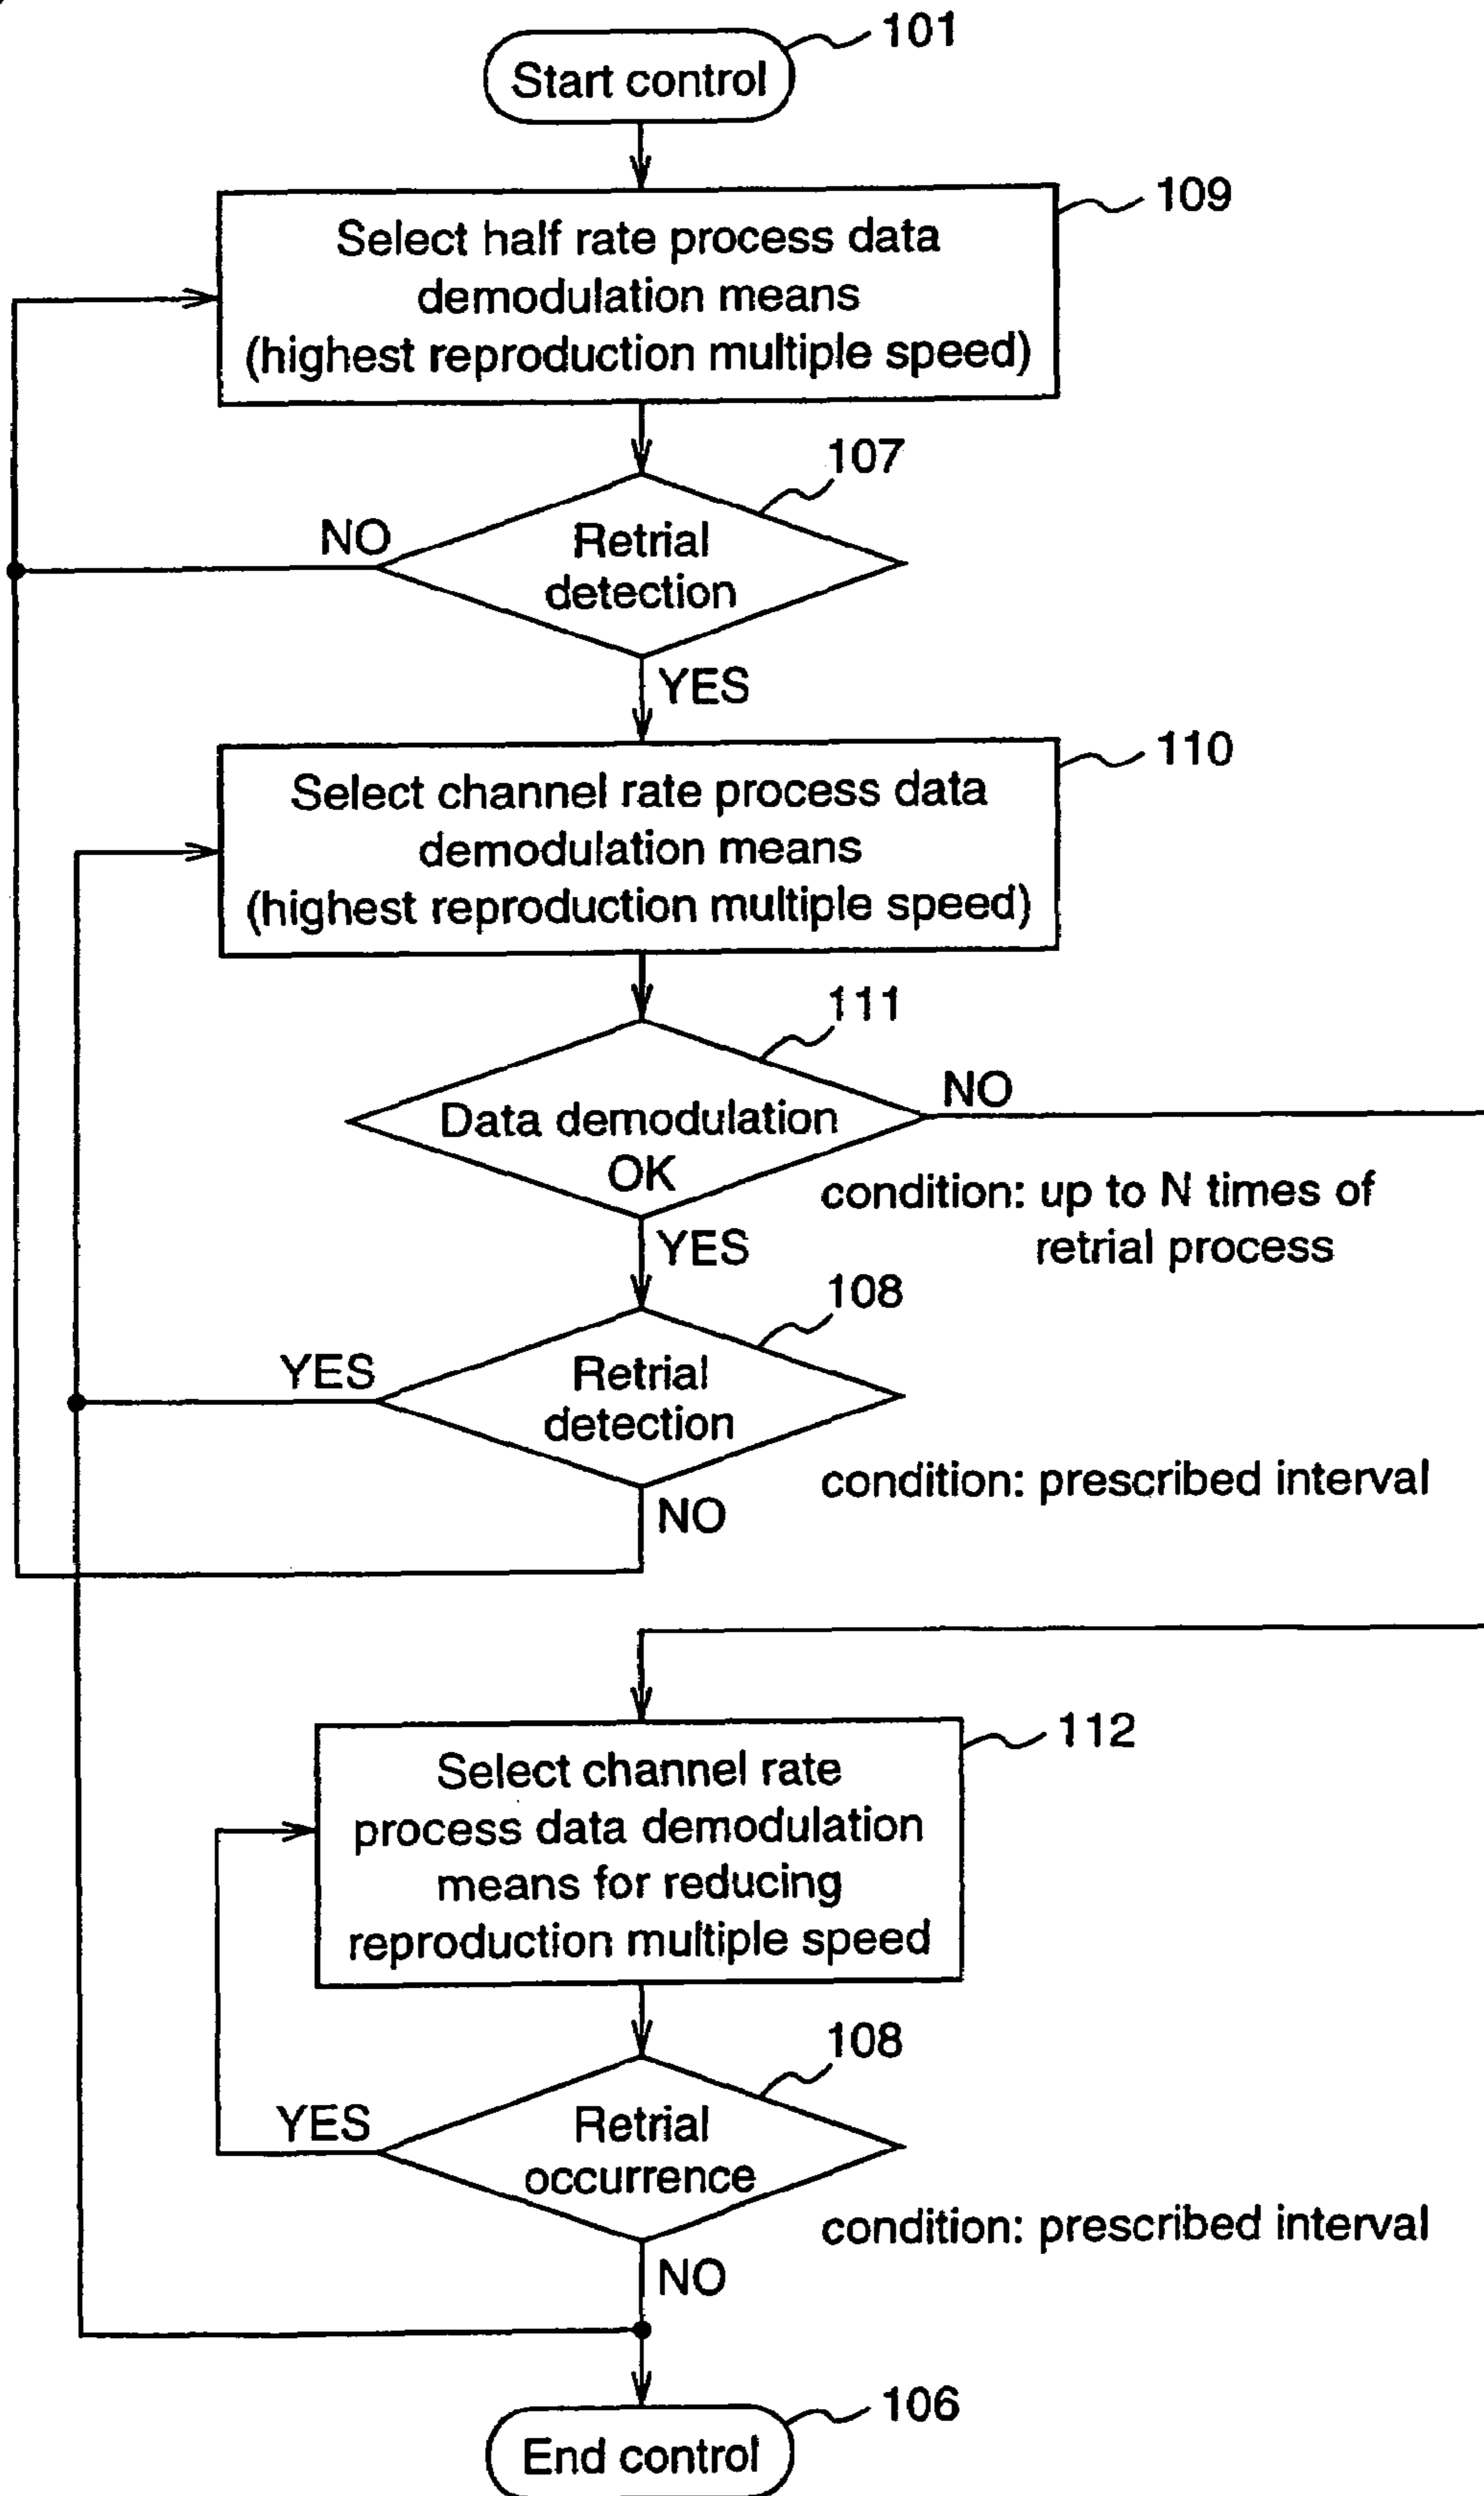 101
Start control
109
Select half rate process data
demodulation means
(highest reproduction multiple speed)
107
NO
Retrial
detection
YES
110
Select channel rate process data
demodulation means
(highest reproduction multiple speed)
111
NO
Data demodulation
OK
condition: up to N times of
retrial process
YES
108
YES
Retrial
detection
condition: prescribed interval
NO
112
Select channel rate
process data demodulation
means for reducing
reproduction multiple speed
108
YES
Retrial
occurrence
condition: prescribed interval
NO
106
End control